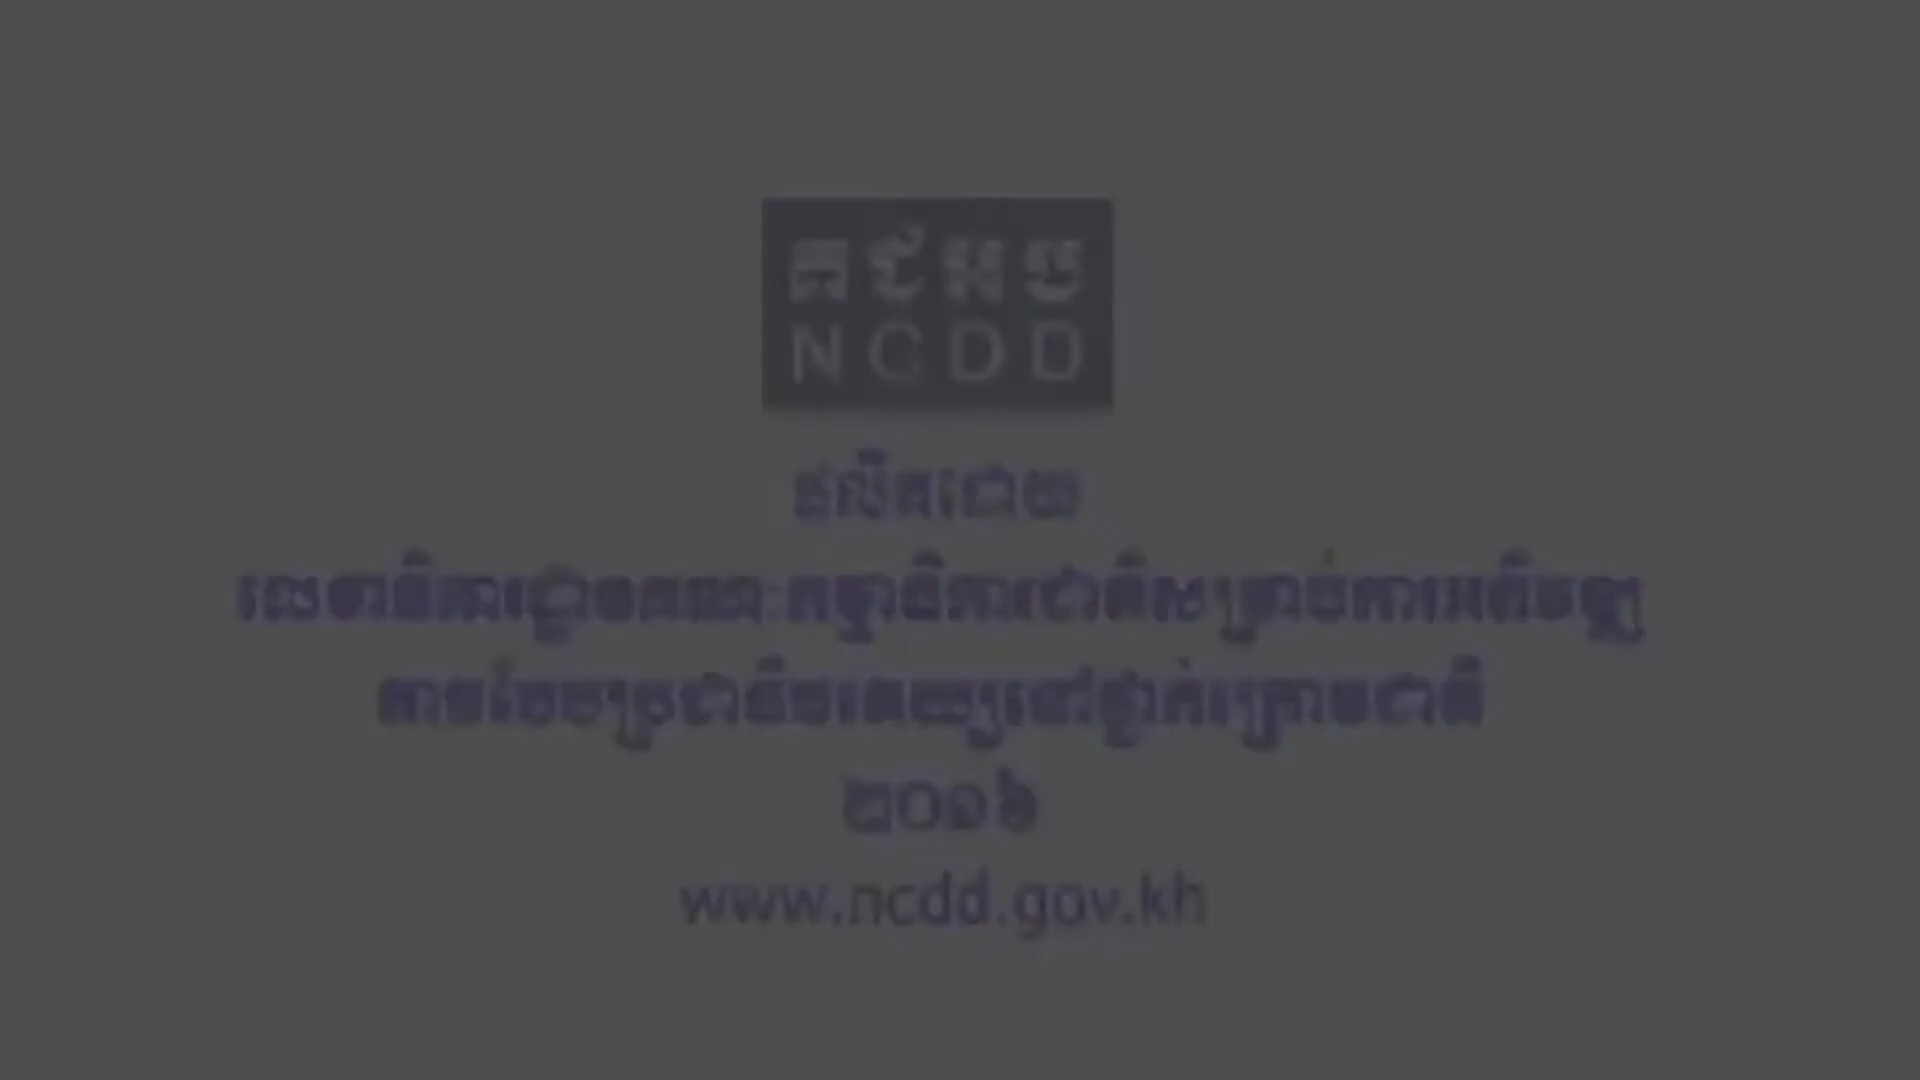 គជអប
NCDD
ផលិតដោយ
លេខាធិការដ្ឋានគណៈកម្មាធិការជាតិសម្រាប់ការអភិវឌ្ឍ
តាមបែបប្រជាធិបតេយ្យនៅថ្នាក់ក្រោមជាតិ
២០១៦
www.ncdd.gov.kh